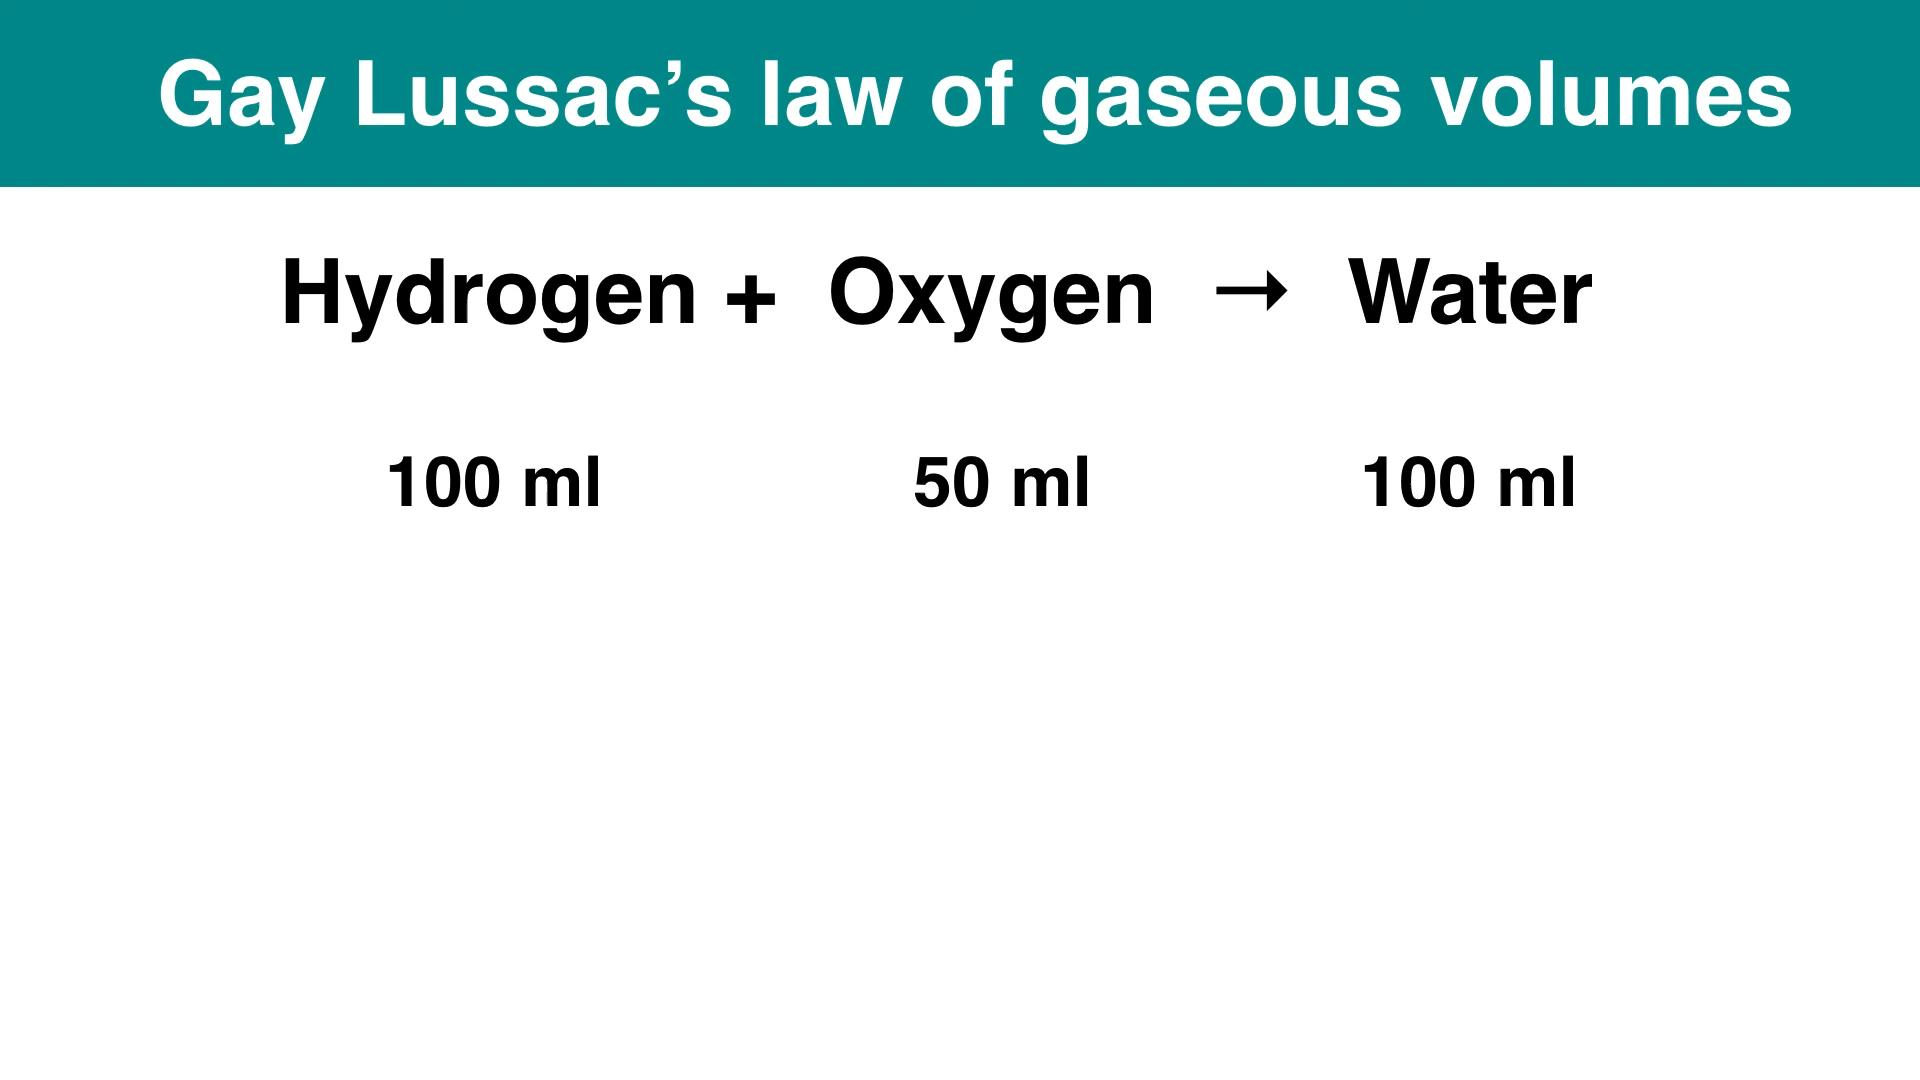 Gay Lussac’s law of gaseous volumes
Hydrogen + Oxygen → Water
100 ml 50 ml 100 ml